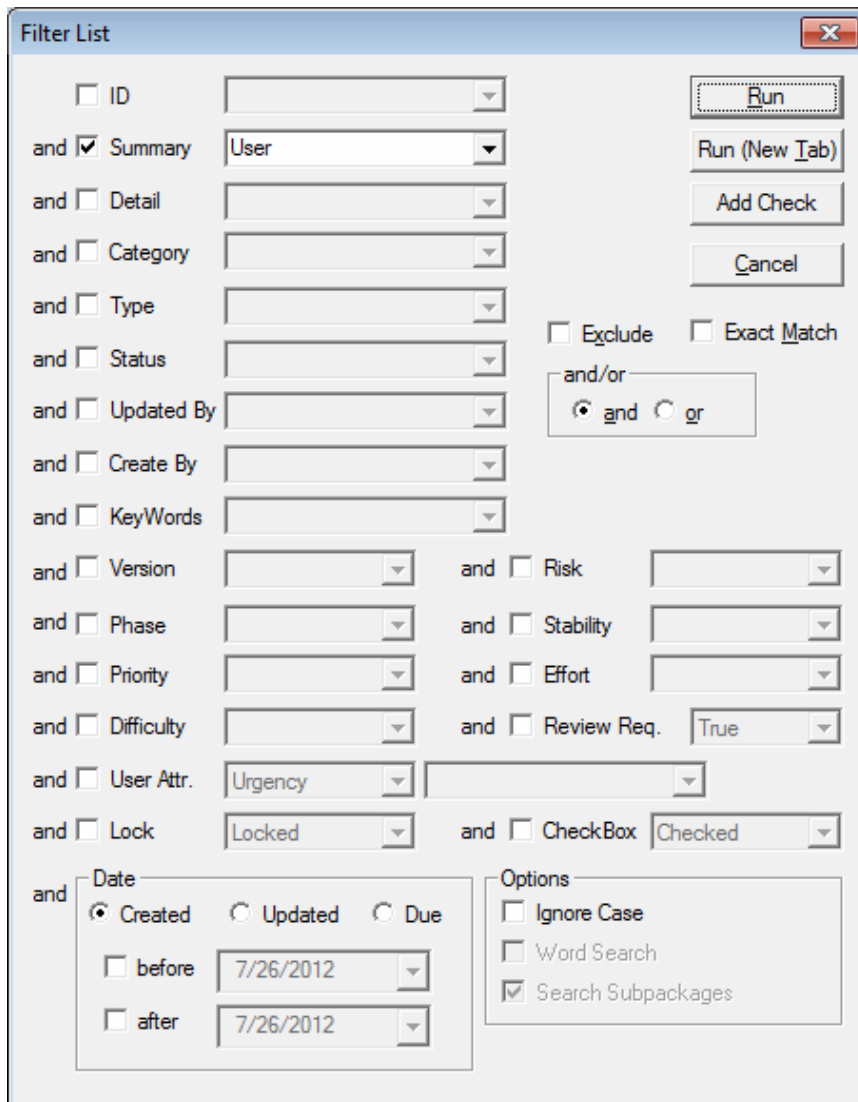 Filter List
ID
Run
and Summary User
Run (New Tab)
and Detail
Add Check
and Category
Cancel
and Type
Exclude Exact Match
and Status
and/or
and or
and Updated By
and Create By
and KeyWords
and Version and Risk
and Phase and Stability
and Priority and Effort
and Difficulty and Review Req. True
and User Attr. Urgency
and Lock Locked and CheckBox Checked
and Date
Created Updated Due
before 7/26/2012
after 7/26/2012
Options
Ignore Case
Word Search
Search Subpackages